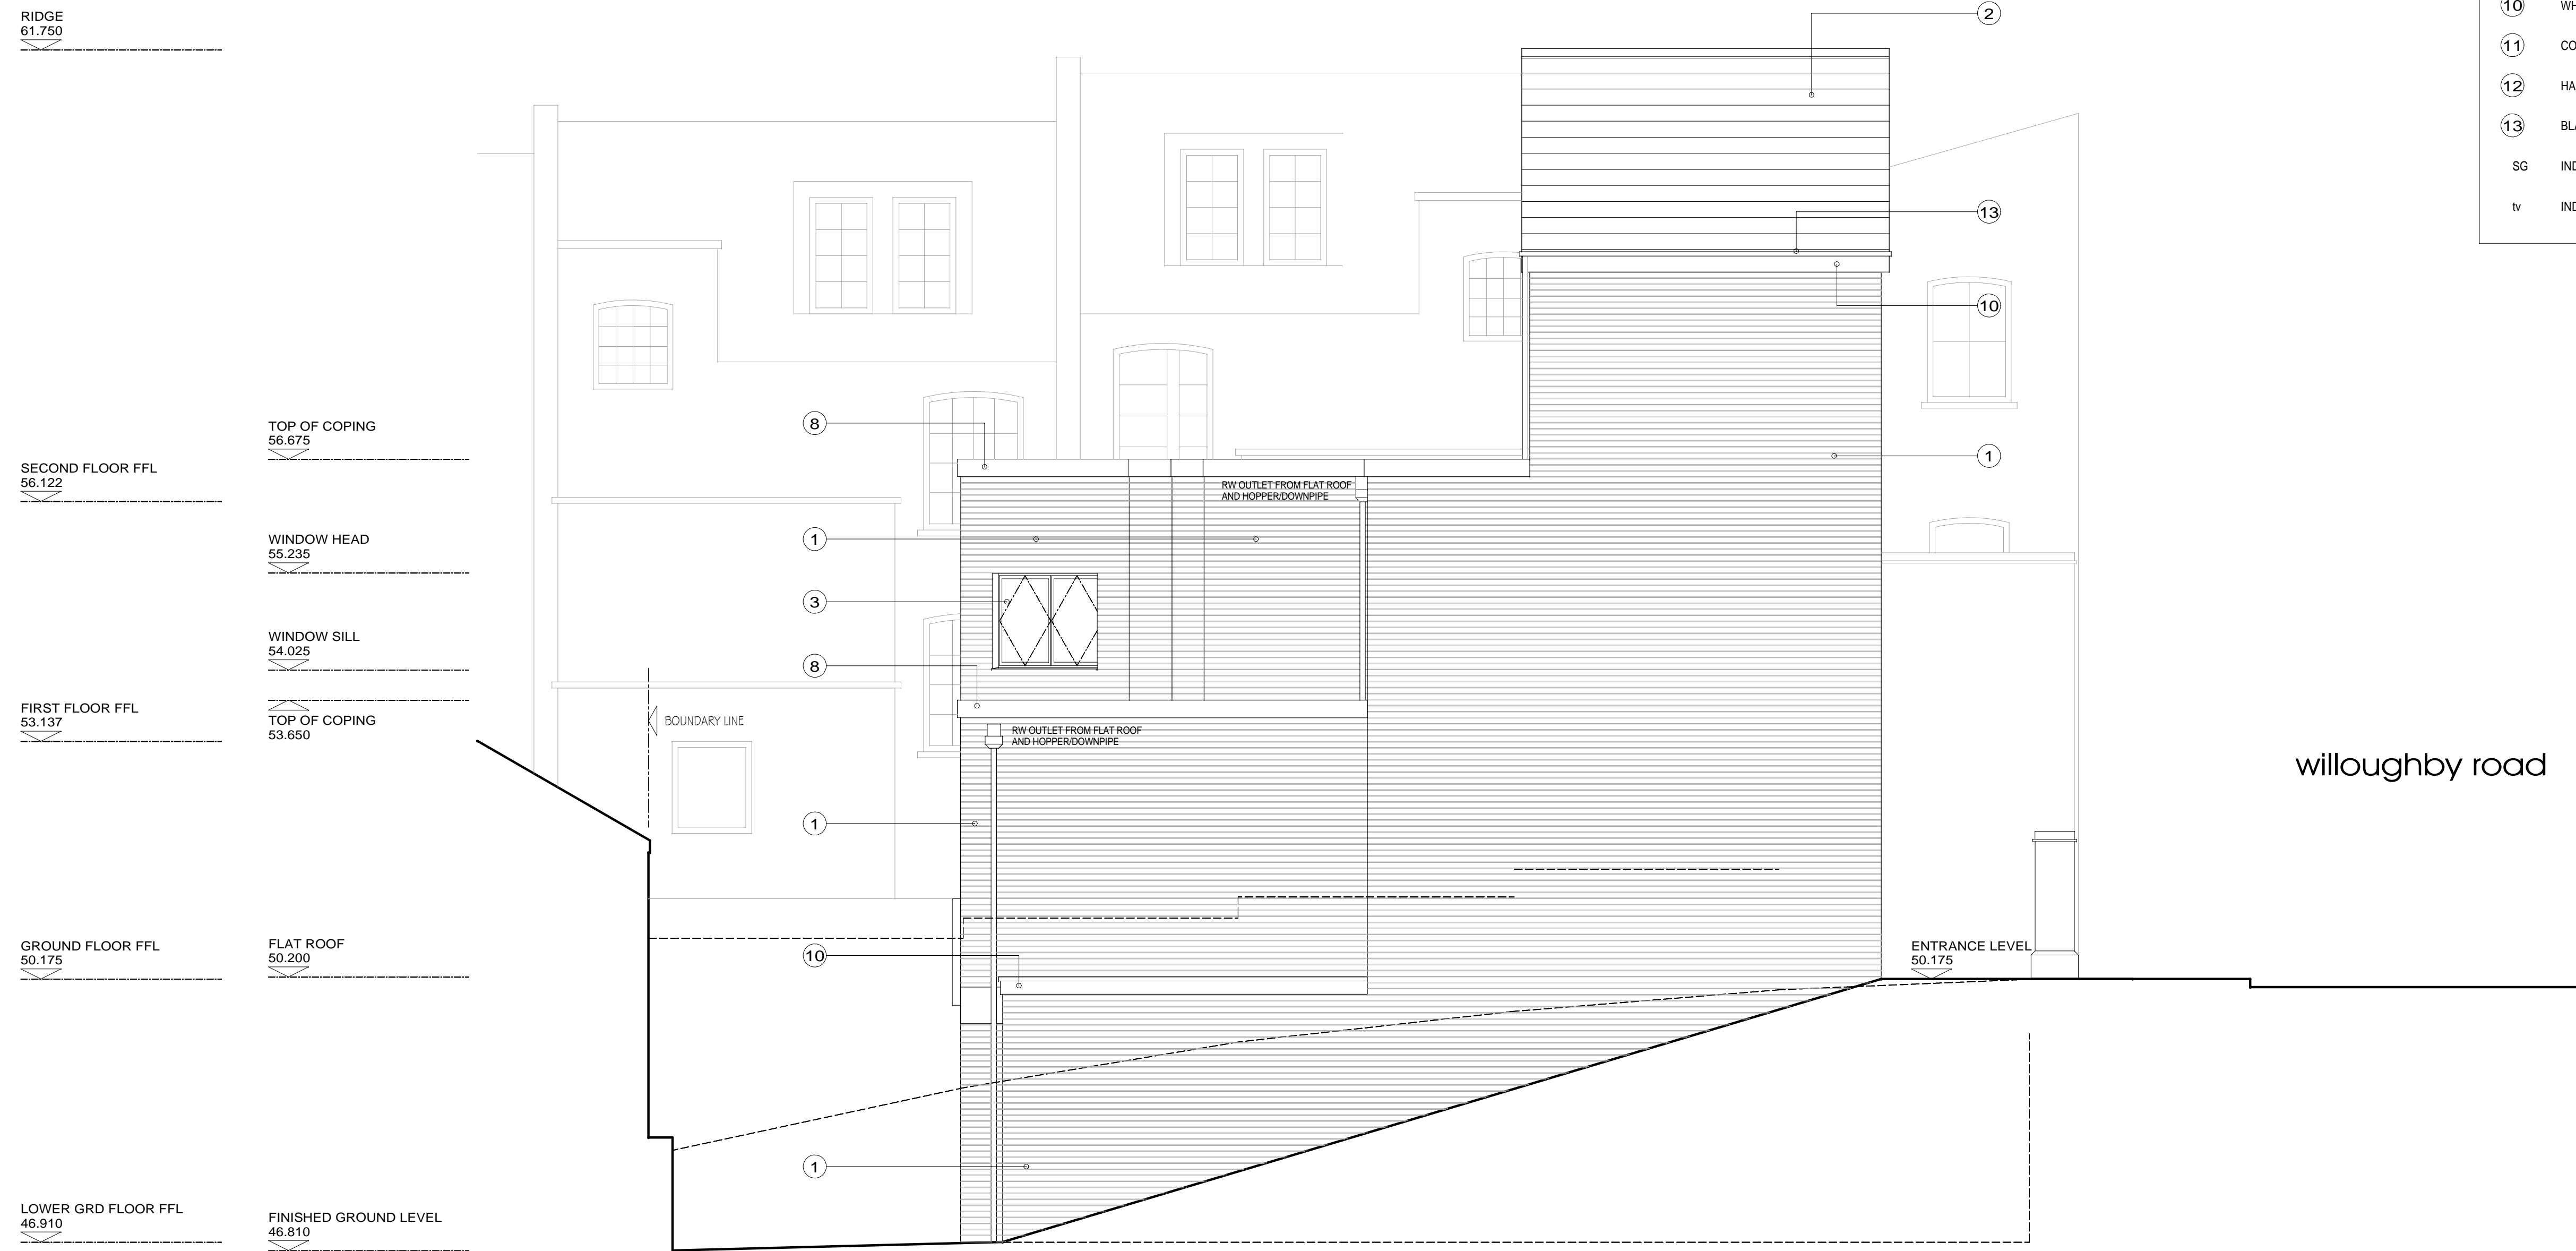 RIDGE
61.750
TOP OF COPING
56.675
SECOND FLOOR FFL
56.122
WINDOW HEAD
55.235
WINDOW SILL
54.025
FIRST FLOOR FFL
53.137
TOP OF COPING
53.650
GROUND FLOOR FFL
50.175
FLAT ROOF
50.200
LOWER GRD FLOOR FFL
46.910
FINISHED GROUND LEVEL
46.810
BOUNDARY LINE
8
1
3
8
1
10
1
RW OUTLET FROM FLAT ROOF
AND HOPPER/DOWNPIPE
RW OUTLET FROM FLAT ROOF
AND HOPPER/DOWNPIPE
2
13
10
1
ENTRANCE LEVEL
50.175
willoughby road
10
11
12
13
SG
tv